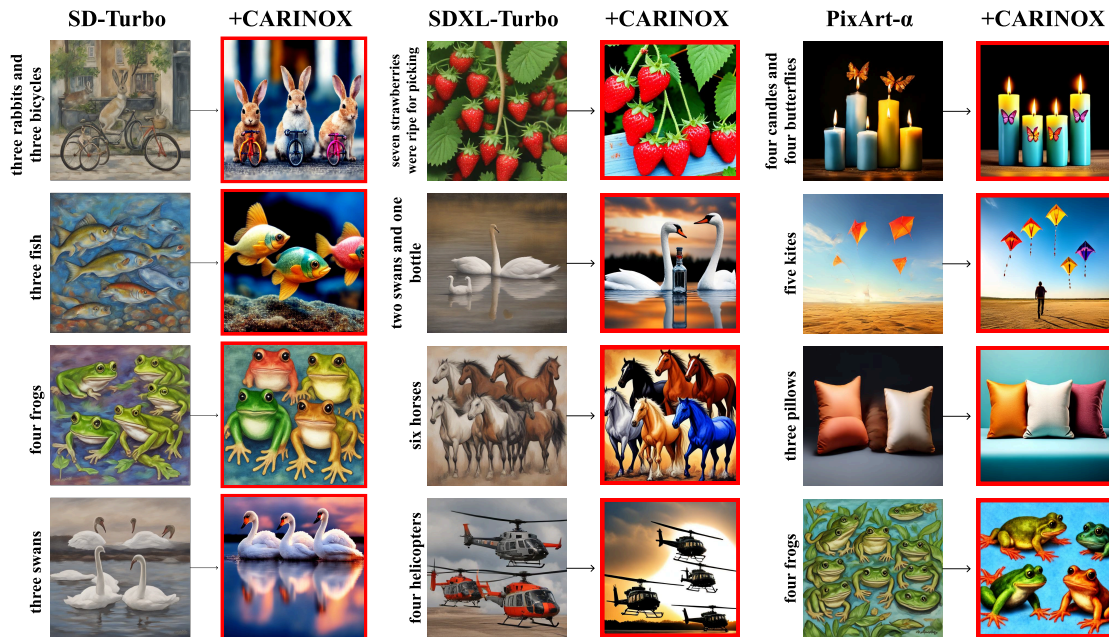 SD-Turbo
+CARINOX
SDXL-Turbo
+CARINOX
PixArt-α
+CARINOX
three rabbits and
three bicycles
seven strawberries
were ripe for picking
four candles and
four butterflies
three fish
two swans and one
bottle
five kites
four frogs
six horses
three pillows
three swans
four helicopters
four frogs